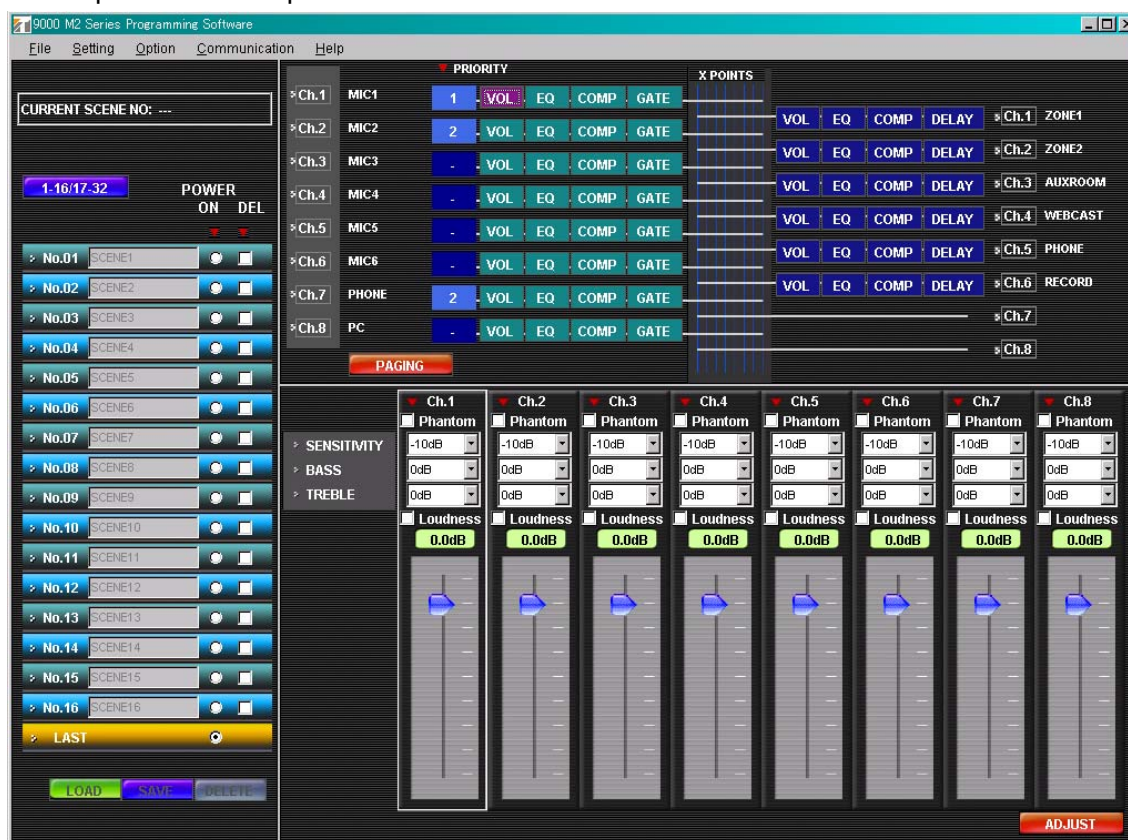 9000 M2 Series Programming Software
File Setting Option Communication Help
CURRENT SCENE NO: ---
1-16/17-32
POWER ON DEL
No.01 SCENE1
No.02 SCENE2
No.03 SCENE3
No.04 SCENE4
No.05 SCENE5
No.06 SCENE6
No.07 SCENE7
No.08 SCENE8
No.09 SCENE9
No.10 SCENE10
No.11 SCENE11
No.12 SCENE12
No.13 SCENE13
No.14 SCENE14
No.15 SCENE15
No.16 SCENE16
LAST
LOAD SAVE DELETE
PRIORITY X POINTS
Ch.1 MIC1 1 VOL EQ COMP GATE
Ch.2 MIC2 2 VOL EQ COMP GATE
Ch.3 MIC3 - VOL EQ COMP GATE
Ch.4 MIC4 - VOL EQ COMP GATE
Ch.5 MIC5 - VOL EQ COMP GATE
Ch.6 MIC6 - VOL EQ COMP GATE
Ch.7 PHONE 2 VOL EQ COMP GATE
Ch.8 PC - VOL EQ COMP GATE
PAGING
VOL EQ COMP DELAY Ch.1 ZONE1
VOL EQ COMP DELAY Ch.2 ZONE2
VOL EQ COMP DELAY Ch.3 AUXROOM
VOL EQ COMP DELAY Ch.4 WEBCAST
VOL EQ COMP DELAY Ch.5 PHONE
VOL EQ COMP DELAY Ch.6 RECORD
Ch.7
Ch.8
Ch.1 Ch.2 Ch.3 Ch.4 Ch.5 Ch.6 Ch.7 Ch.8
Phantom Phantom Phantom Phantom Phantom Phantom Phantom Phantom
SENSITIVITY -10dB -10dB -10dB -10dB -10dB -10dB -10dB -10dB
BASS 0dB 0dB 0dB 0dB 0dB 0dB 0dB 0dB
TREBLE 0dB 0dB 0dB 0dB 0dB 0dB 0dB 0dB
Loudness Loudness Loudness Loudness Loudness Loudness Loudness Loudness
0.0dB 0.0dB 0.0dB 0.0dB 0.0dB 0.0dB 0.0dB 0.0dB
ADJUST